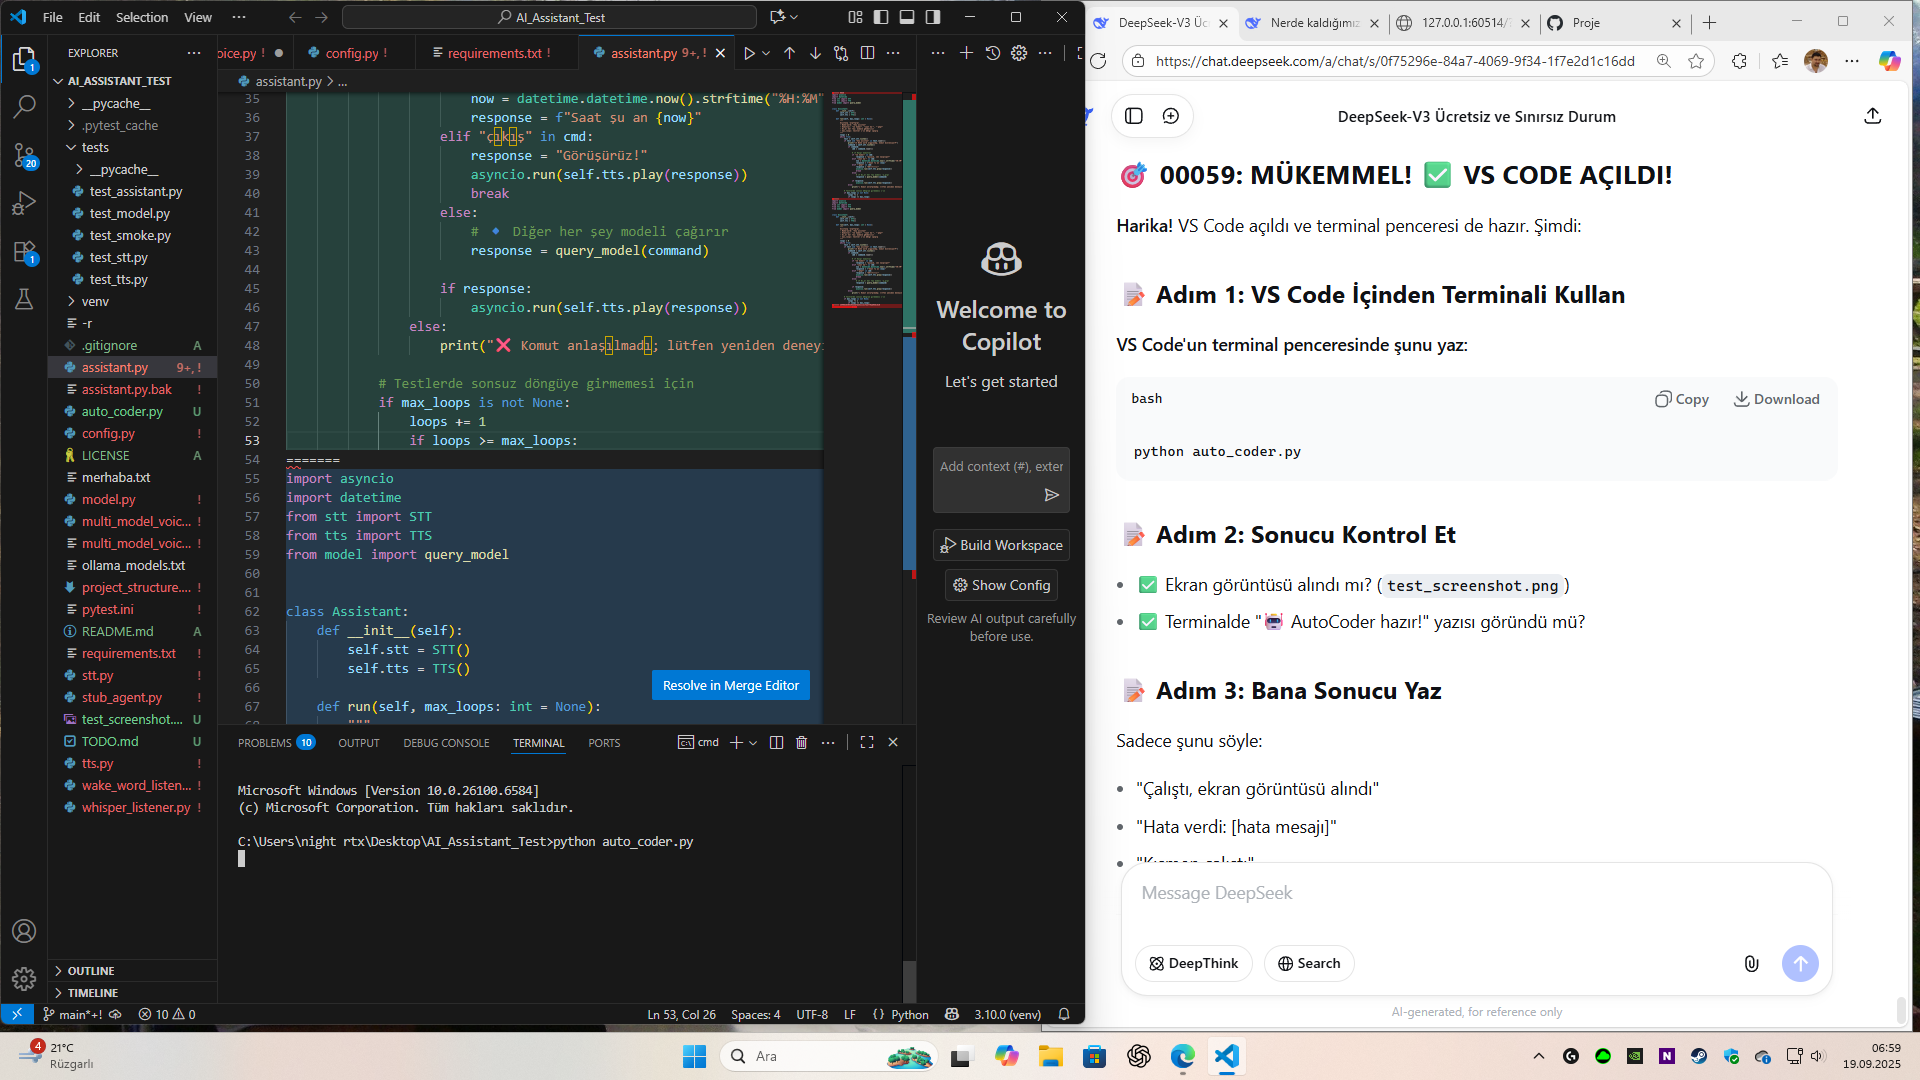 File Edit Selection View ···
AI_Assistant_Test
EXPLORER
AI_ASSISTANT_TEST
__pycache__
.pytest_cache
tests
__pycache__
test_assistant.py
test_model.py
test_smoke.py
test_stt.py
test_tts.py
venv
-r
.gitignore A
assistant.py 9+, !
assistant.py.bak !
auto_coder.py U
config.py !
LICENSE A
merhaba.txt
model.py !
multi_model_voic... !
multi_model_voic... !
ollama_models.txt
project_structure.... !
pytest.ini !
README.md A
requirements.txt !
stt.py !
stub_agent.py !
test_screenshot.... U
TODO.md U
tts.py !
wake_word_listen... !
whisper_listener.py !
OUTLINE
TIMELINE
1
20
1
oice.py !
config.py !
requirements.txt !
assistant.py 9+, !
assistant.py > ...
35 now = datetime.datetime.now().strftime("%H:%M"
36 response = f"Saat şu an {now}"
37 elif "çıkış" in cmd:
38 response = "Görüşürüz!"
39 asyncio.run(self.tts.play(response))
40 break
41 else:
42 # 🔹 Diğer her şey modeli çağırır
43 response = query_model(command)
44
45 if response:
46 asyncio.run(self.tts.play(response))
47 else:
48 print("❌ Komut anlaşılmadı; lütfen yeniden deney
49
50 # Testlerde sonsuz döngüye girmemesi için
51 if max_loops is not None:
52 loops += 1
53 if loops >= max_loops:
54 =======
55 import asyncio
56 import datetime
57 from stt import STT
58 from tts import TTS
59 from model import query_model
60
61
62 class Assistant:
63 def __init__(self):
64 self.stt = STT()
65 self.tts = TTS()
66
67 def run(self, max_loops: int = None):
68 """
Resolve in Merge Editor
PROBLEMS 10 OUTPUT DEBUG CONSOLE TERMINAL PORTS
cmd
Microsoft Windows [Version 10.0.26100.6584]
(c) Microsoft Corporation. Tüm hakları saklıdır.
C:\Users\night rtx\Desktop\AI_Assistant_Test>python auto_coder.py
Welcome to
Copilot
Let's get started
Add context (#), exter
Build Workspace
Show Config
Review AI output carefully
before use.
main*+! 10 0
Ln 53, Col 26 Spaces: 4 UTF-8 LF { } Python 3.10.0 (venv)
DeepSeek-V3 Üc
Nerde kaldığımız
127.0.0.1:60514/
Proje
https://chat.deepseek.com/a/chat/s/0f75296e-84a7-4069-9f34-1f7e2d1c16dd
DeepSeek-V3 Ücretsiz ve Sınırsız Durum
🎯 00059: MÜKEMMEL! ✅ VS CODE AÇILDI!
Harika! VS Code açıldı ve terminal penceresi de hazır. Şimdi:
📝 Adım 1: VS Code İçinden Terminali Kullan
VS Code'un terminal penceresinde şunu yaz:
bash Copy Download
python auto_coder.py
📝 Adım 2: Sonucu Kontrol Et
• ✅ Ekran görüntüsü alındı mı? (test_screenshot.png)
• ✅ Terminalde "🤖 AutoCoder hazır!" yazısı göründü mü?
📝 Adım 3: Bana Sonucu Yaz
Sadece şunu söyle:
• "Çalıştı, ekran görüntüsü alındı"
• "Hata verdi: [hata mesajı]"
Message DeepSeek
DeepThink
Search
AI-generated, for reference only
4
21°C
Rüzgarlı
Ara
06:59
19.09.2025